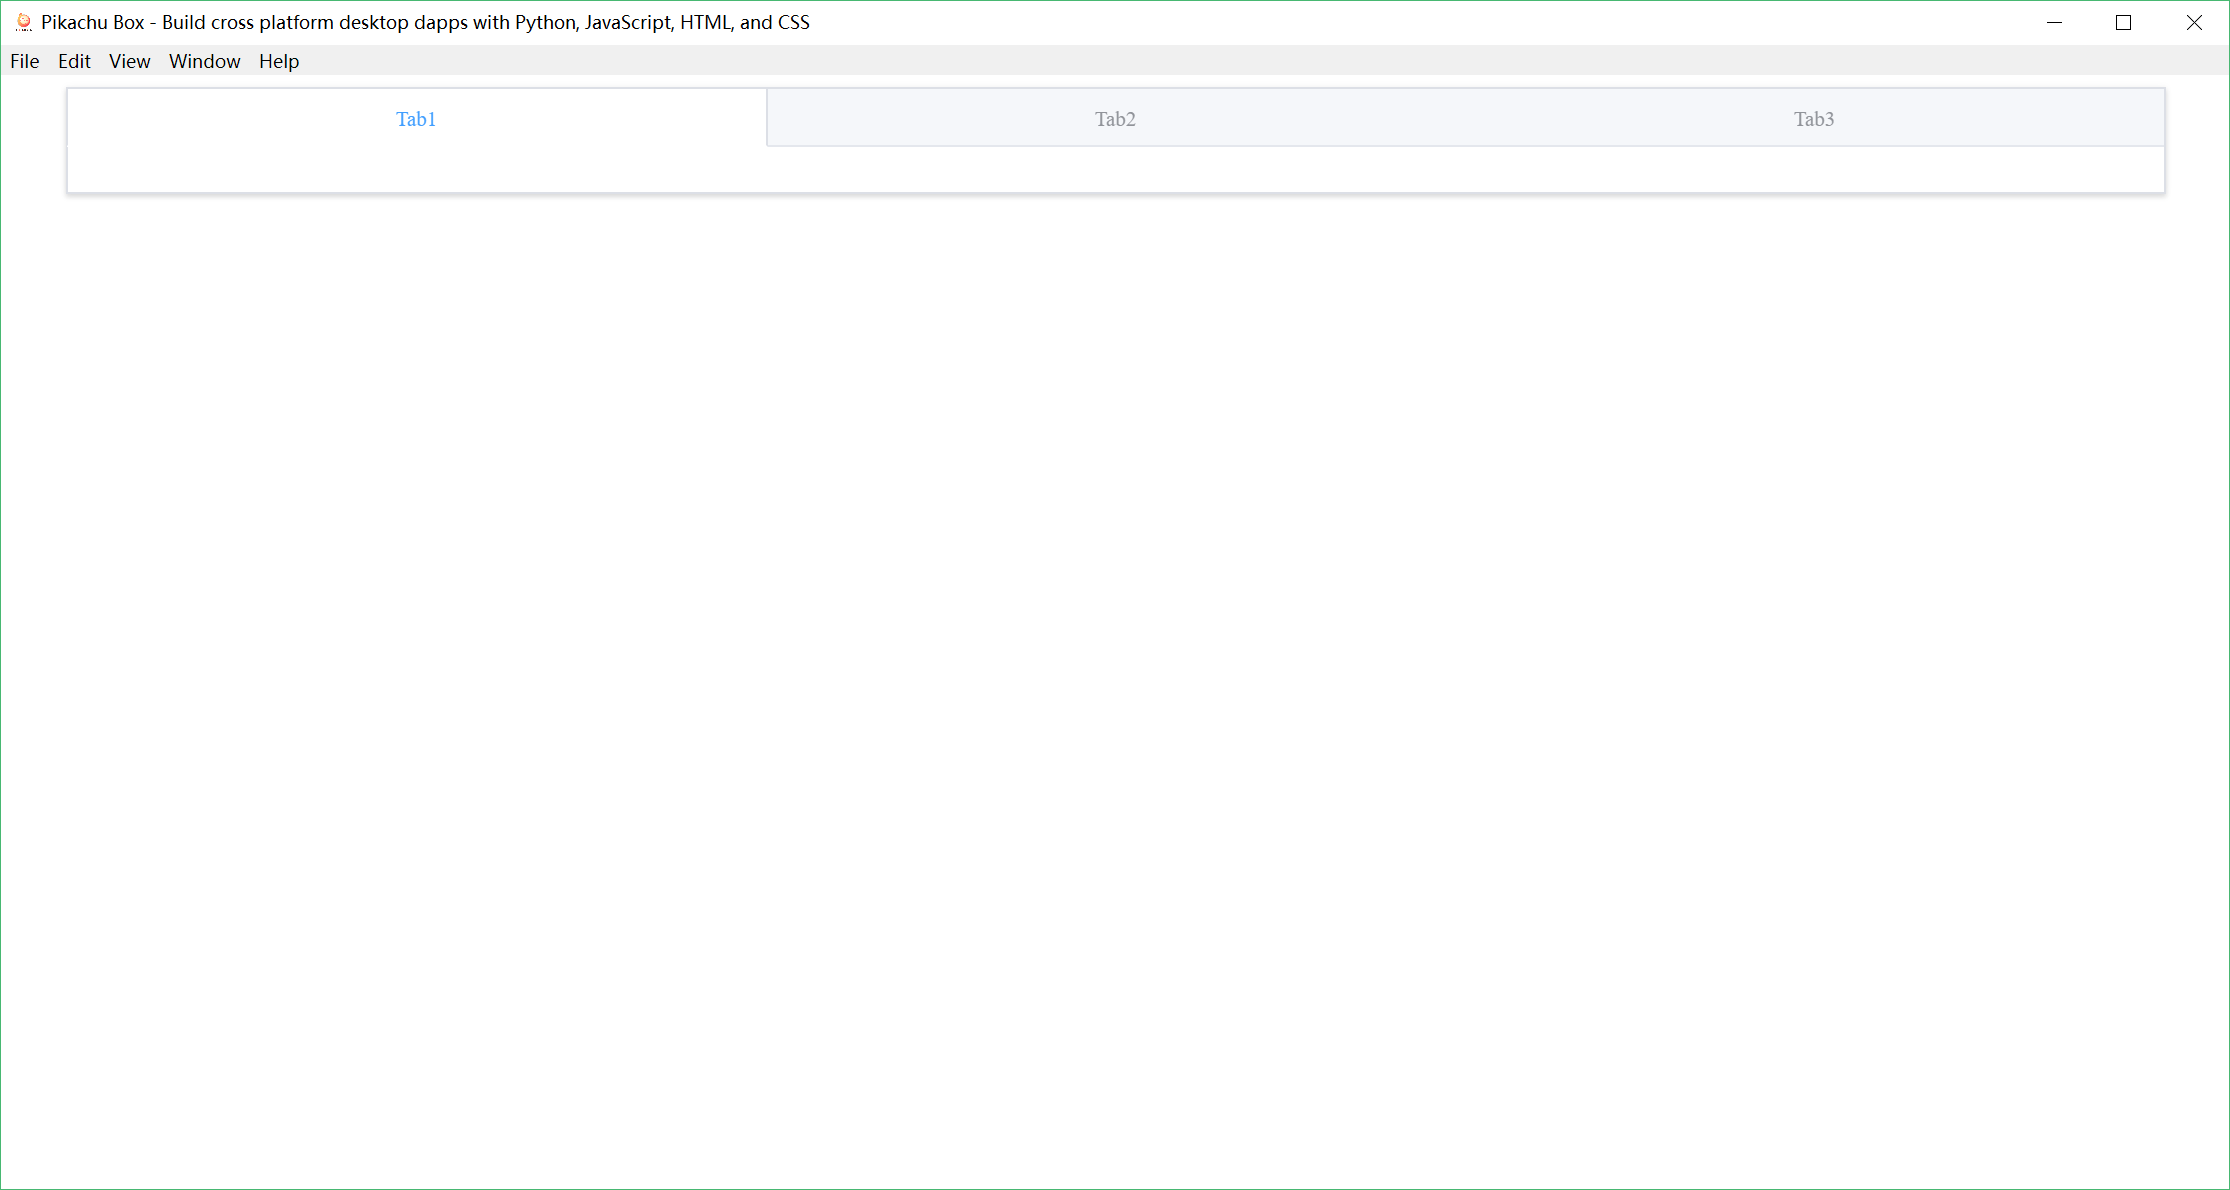 Pikachu Box - Build cross platform desktop dapps with Python, JavaScript, HTML, and CSS
File Edit View Window Help
Tab1 Tab2 Tab3